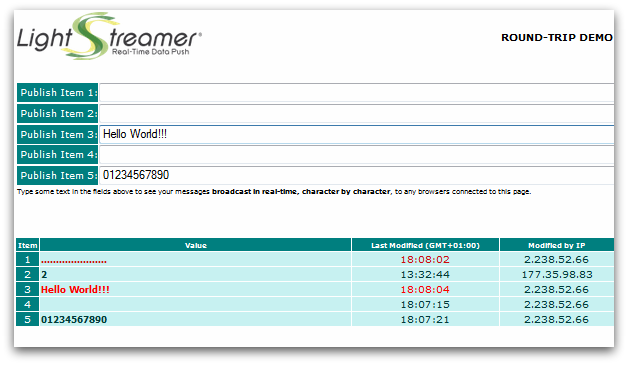 LightStreamer®
Real-Time Data Push
ROUND-TRIP DEMO
Publish Item 1:
Publish Item 2:
Publish Item 3: Hello World!!!
Publish Item 4:
Publish Item 5: 01234567890
Type some text in the fields above to see your messages broadcast in real-time, character by character, to any browsers connected to this page.
Item Value Last Modified (GMT+01:00) Modified by IP
1 ...................... 18:08:02 2.238.52.66
2 2 13:32:44 177.35.98.83
3 Hello World!!! 18:08:04 2.238.52.66
4 18:07:15 2.238.52.66
5 01234567890 18:07:21 2.238.52.66